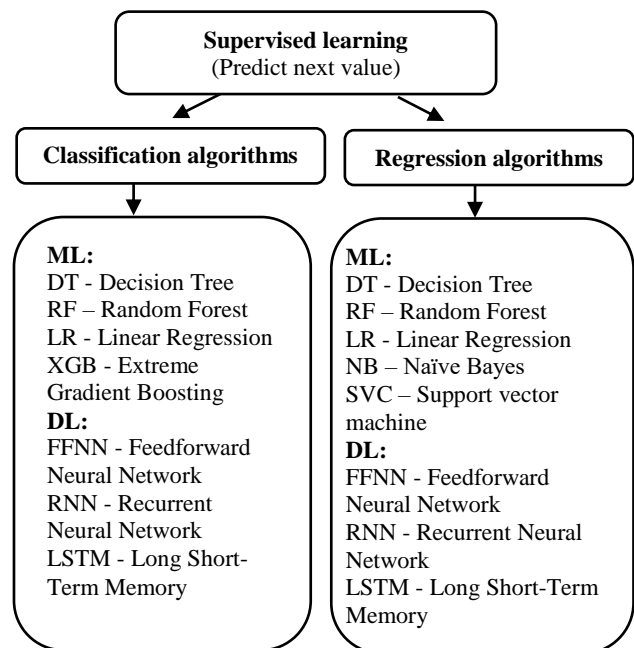 Supervised learning
(Predict next value)
Classification algorithms
Regression algorithms
ML:
DT - Decision Tree
RF – Random Forest
LR - Linear Regression
XGB - Extreme
Gradient Boosting
DL:
FFNN - Feedforward
Neural Network
RNN - Recurrent
Neural Network
LSTM - Long Short-
Term Memory
ML:
DT - Decision Tree
RF – Random Forest
LR - Linear Regression
NB – Naïve Bayes
SVC – Support vector
machine
DL:
FFNN - Feedforward
Neural Network
RNN - Recurrent Neural
Network
LSTM - Long Short-Term
Memory